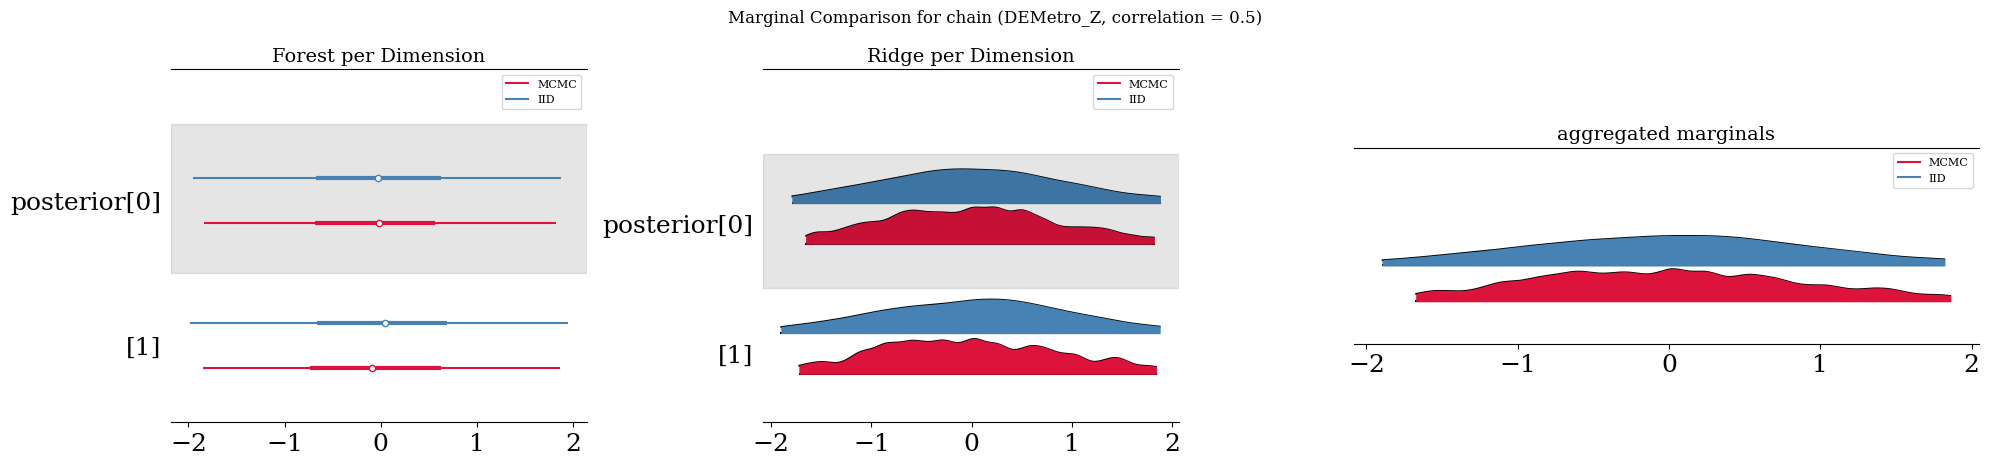 Marginal Comparison for chain (DEMetro_Z, correlation = 0.5)
Forest per Dimension
MCMC
IID
posterior[0]
[1]
−2 −1 0 1 2
Ridge per Dimension
MCMC
IID
posterior[0]
[1]
−2 −1 0 1 2
aggregated marginals
MCMC
IID
−2 −1 0 1 2